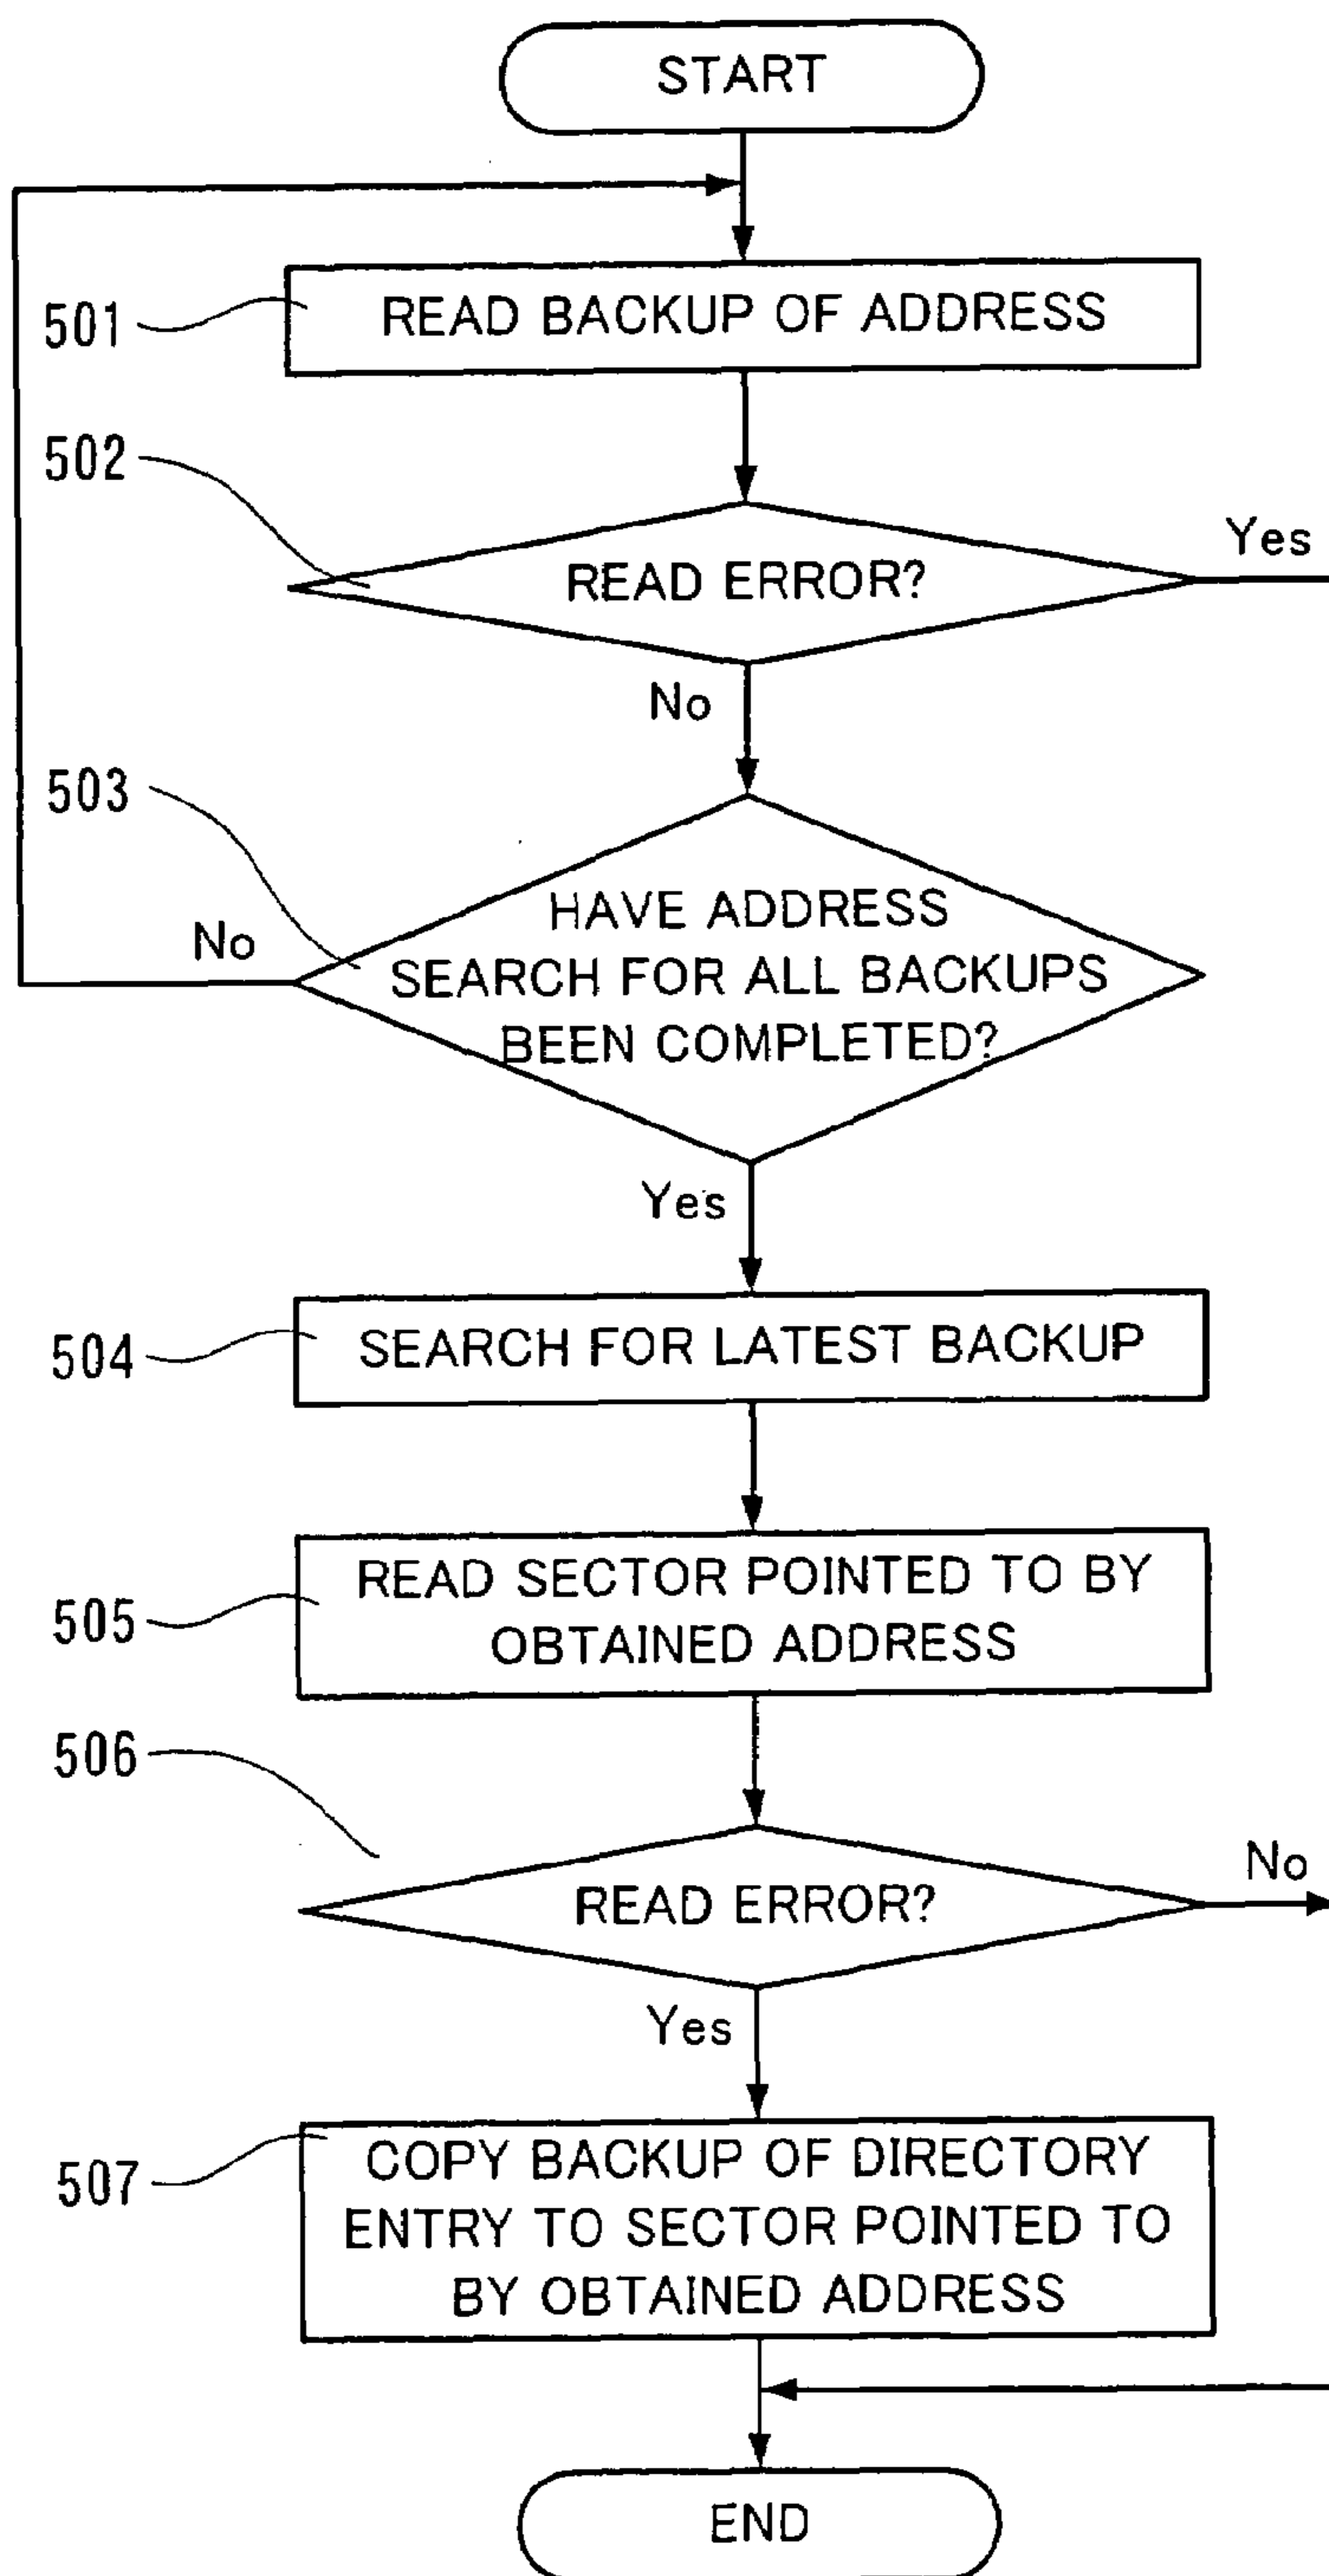 START
501
READ BACKUP OF ADDRESS
502
READ ERROR?
Yes
No
503
HAVE ADDRESS
SEARCH FOR ALL BACKUPS
BEEN COMPLETED?
No
Yes
504
SEARCH FOR LATEST BACKUP
505
READ SECTOR POINTED TO BY
OBTAINED ADDRESS
506
READ ERROR?
No
Yes
507
COPY BACKUP OF DIRECTORY
ENTRY TO SECTOR POINTED TO
BY OBTAINED ADDRESS
END